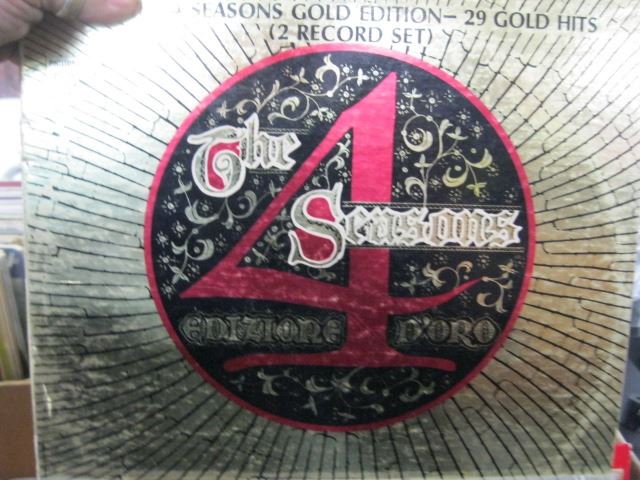 SEASONS GOLD EDITION—29 GOLD HITS
(2 RECORD SET)
The
4
Seasons
EDIZIONE D'ORO